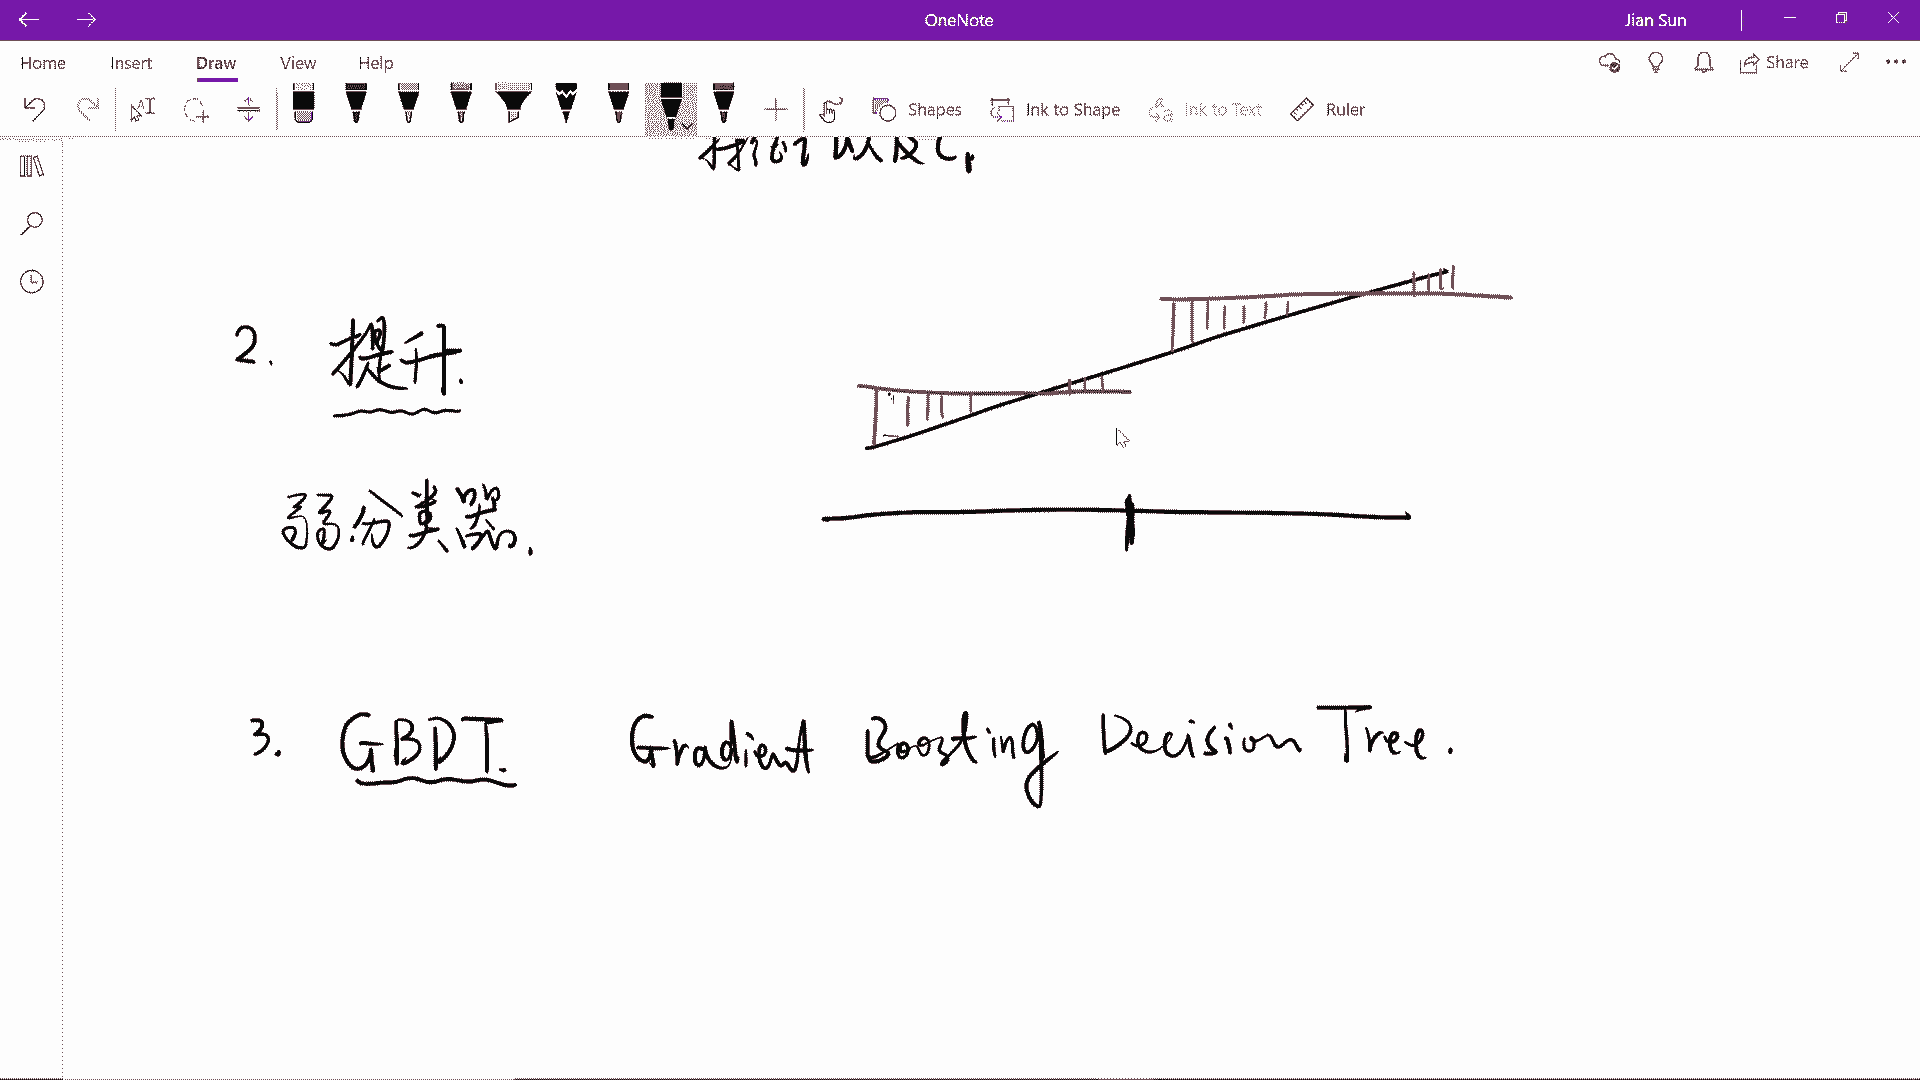 OneNote
Jian Sun
Home Insert Draw View Help
Share
Shapes Ink to Shape Ink to Text Ruler
2. 提升.
弱分类器.
3. GBDT. Gradient Boosting Decision Tree.